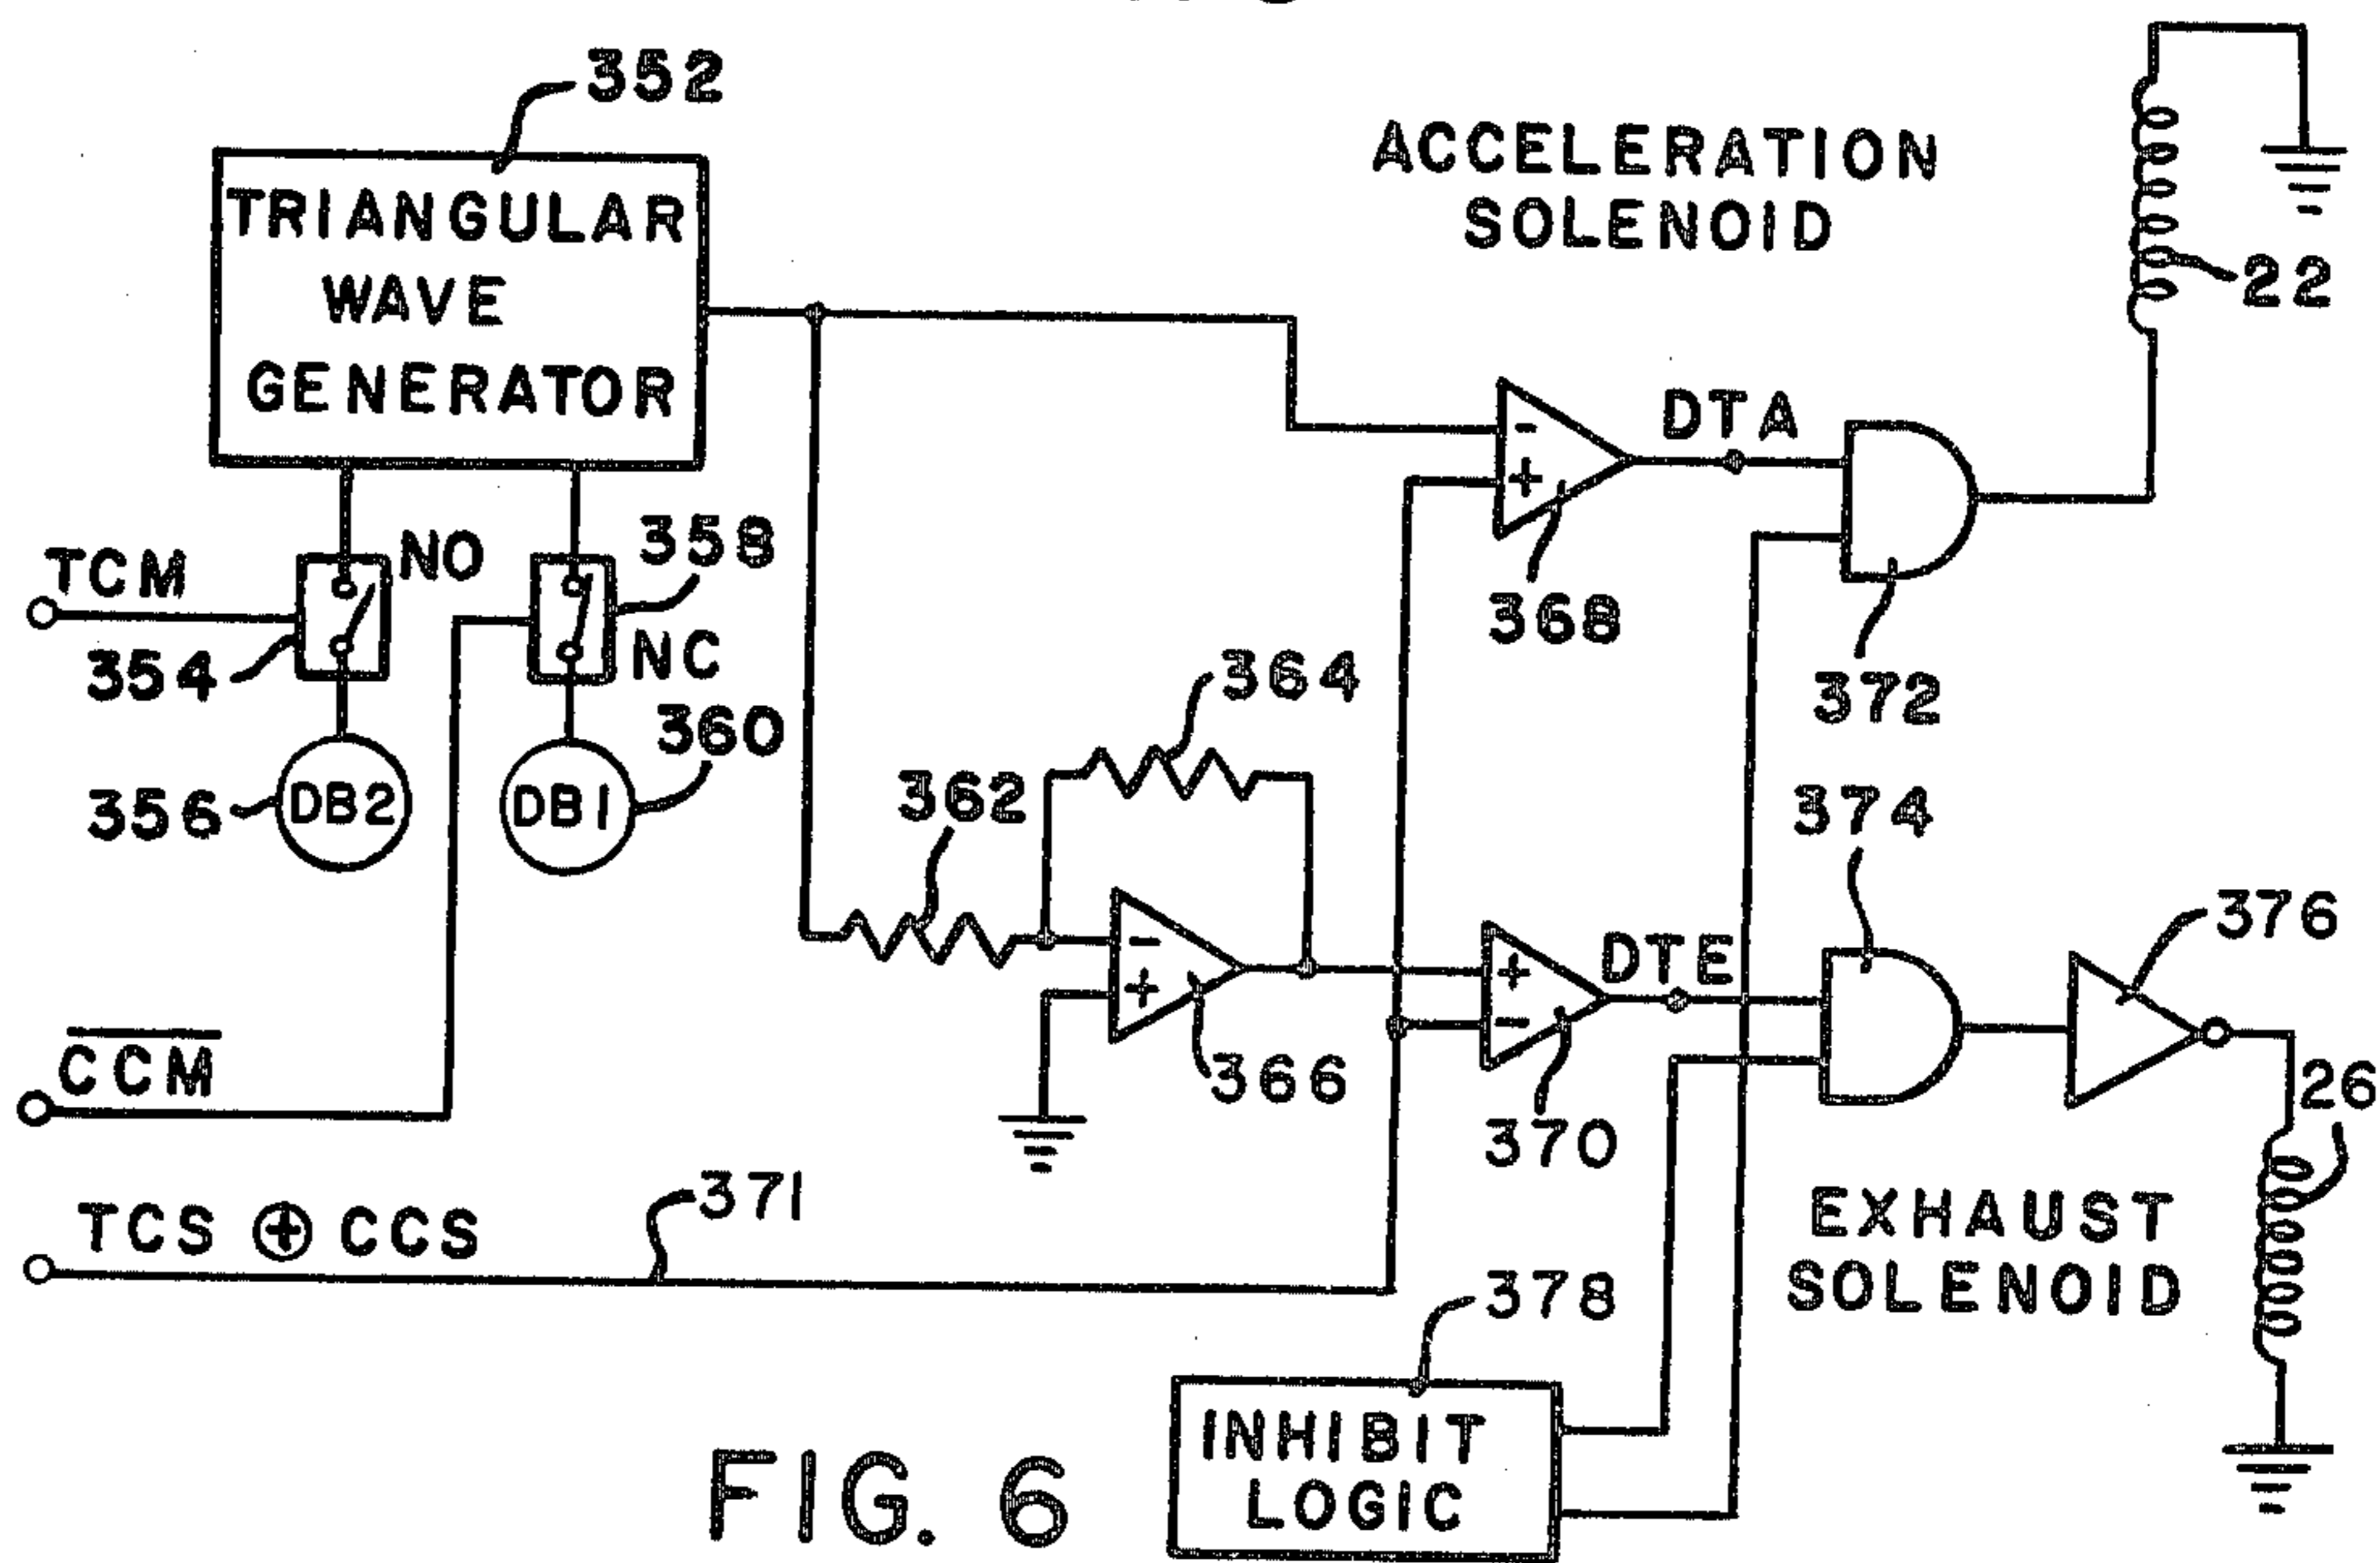 352
TRIANGULAR
WAVE
GENERATOR
ACCELERATION
SOLENOID
22
DTA
-
+
368
372
TCM
NO
354
358
NC
360
356
DB2
DB1
364
362
-
+
366
DTE
+
-
370
374
376
26
CCM
TCS ⊕ CCS
371
EXHAUST
SOLENOID
378
INHIBIT
LOGIC
FIG. 6